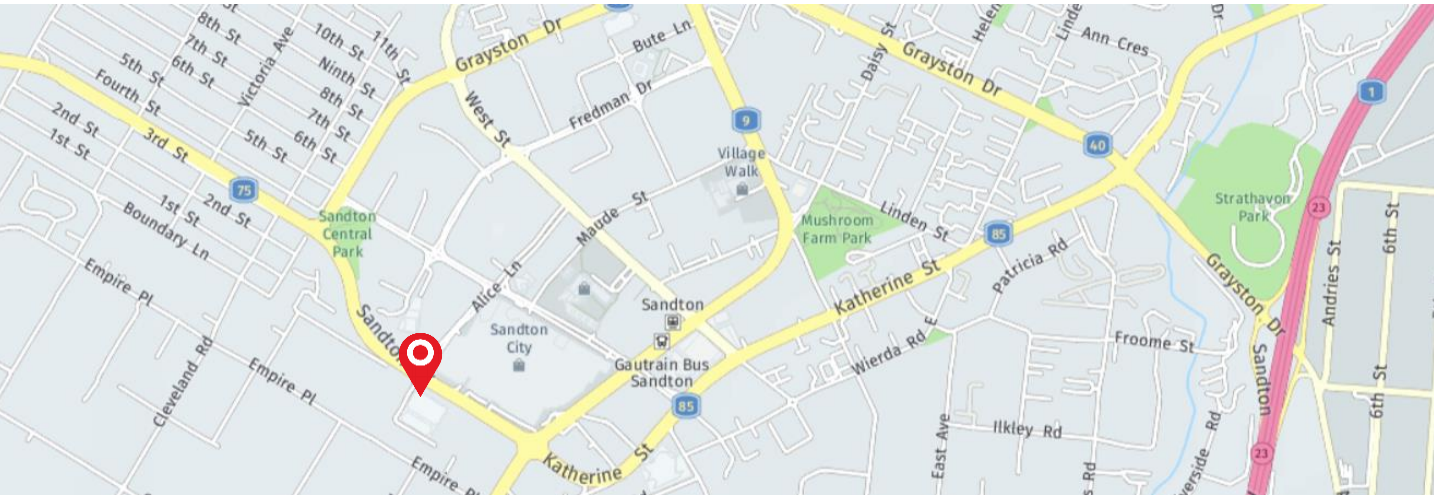 8th St
10th St
11th St
Ninth St
7th St
6th St
8th St
Victoria Ave
5th St
Fourth St
7th St
2nd St
3rd St
6th St
5th St
1st St
75
2nd St
1st St
Boundary Ln
Empire Pl
Sandton
Central
Park
Grayston Dr
West St
Bute Ln
Fredman Dr
9
Village
Walk
Maude St
Alice Ln
Sandton
City
Sandton
Gautrain Bus
Sandton
85
Katherine St
Cleveland Rd
Empire Pl
Empire Pl
Daisy St
Grayston Dr
Ann Cres
Dr
40
1
Mushroom
Farm Park
Linden St
85
Katherine St
Patricia Rd
Wierda Rd E
Strathavon
Park
23
Grayston Dr
Andries St
6th St
6th St
Froome St
Sandton
Ilkley Rd
East Ave
23